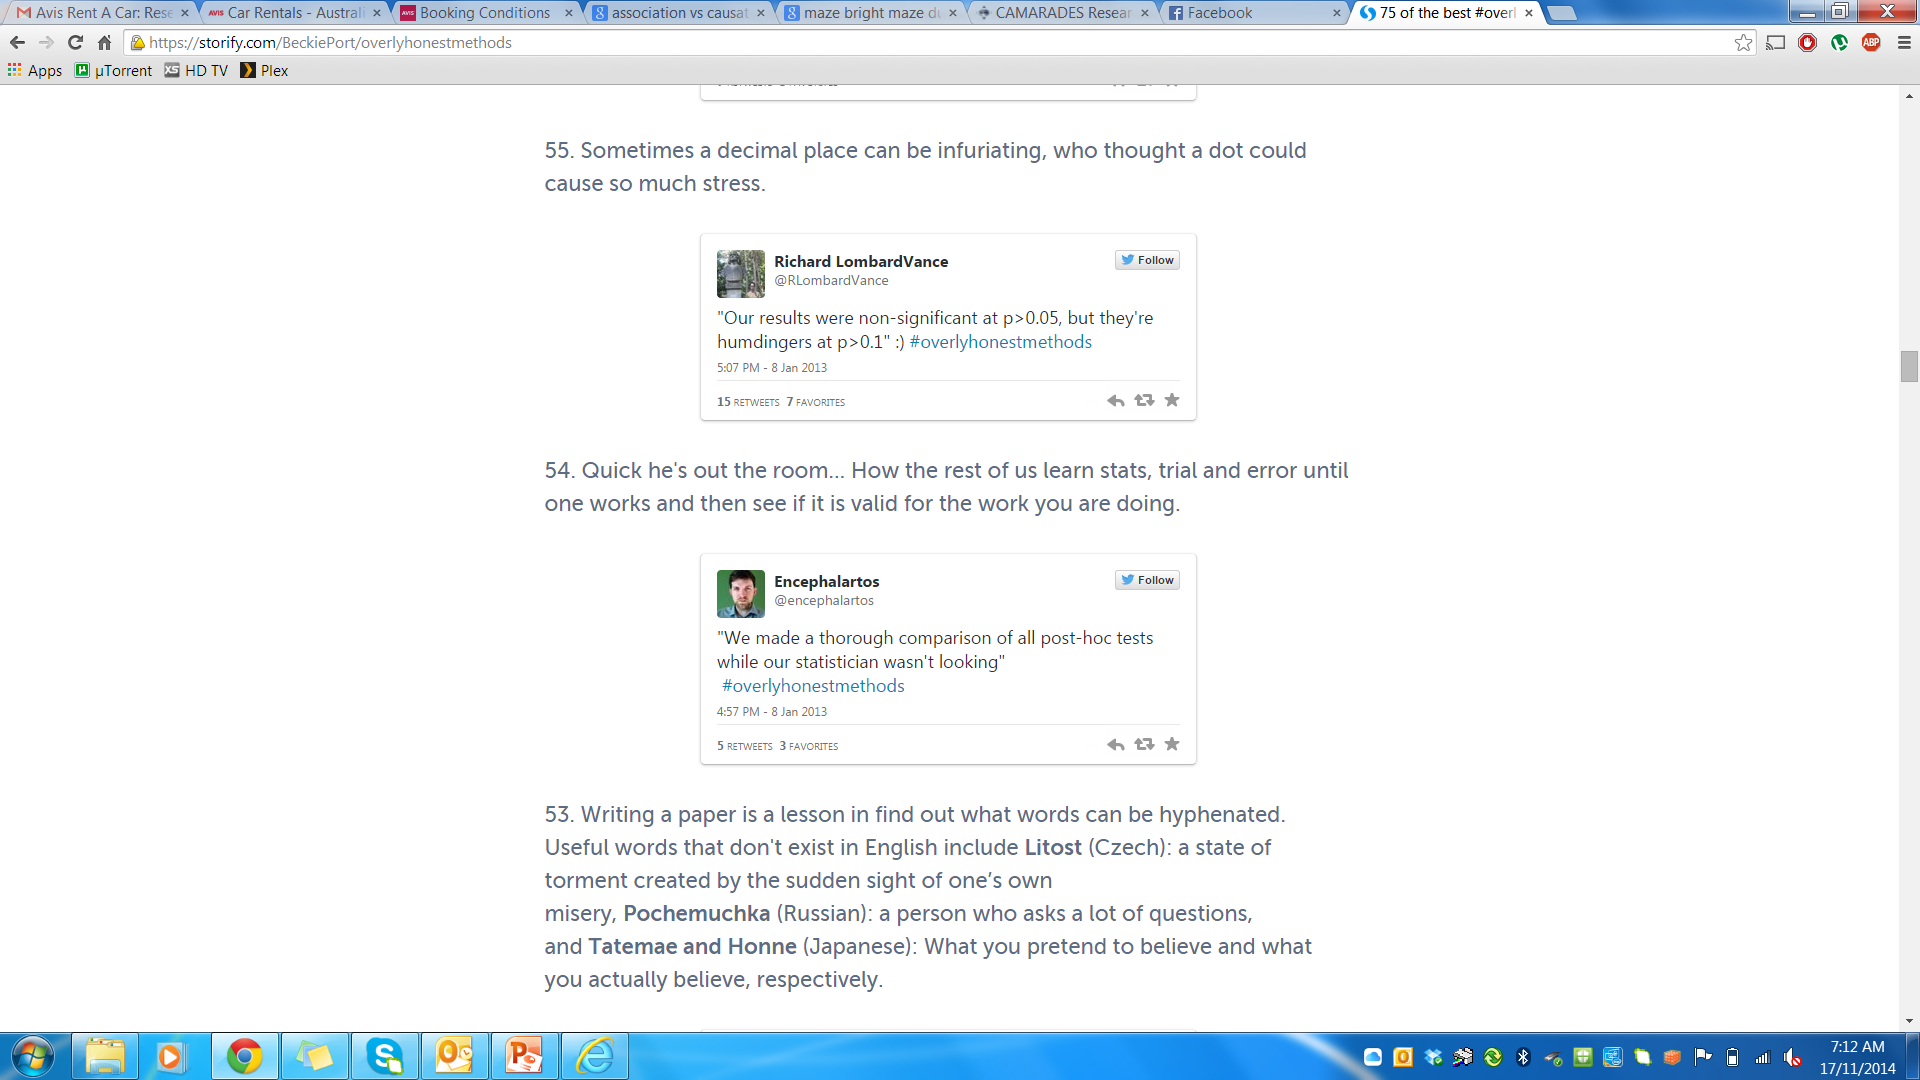 Avis Rent A Car: Rese
Car Rentals - Australi
Booking Conditions
association vs causat
maze bright maze du
CAMARADES Resear
Facebook
75 of the best #overl
https://storify.com/BeckiePort/overlyhonestmethods
Apps
µTorrent
HD TV
Plex
55. Sometimes a decimal place can be infuriating, who thought a dot could
cause so much stress.
Richard LombardVance
Follow
@RLombardVance
"Our results were non-significant at p>0.05, but they're
humdingers at p>0.1" :) #overlyhonestmethods
5:07 PM - 8 Jan 2013
15 RETWEETS 7 FAVORITES
54. Quick he's out the room... How the rest of us learn stats, trial and error until
one works and then see if it is valid for the work you are doing.
Encephalartos
Follow
@encephalartos
"We made a thorough comparison of all post-hoc tests
while our statistician wasn't looking"
#overlyhonestmethods
4:57 PM - 8 Jan 2013
5 RETWEETS 3 FAVORITES
53. Writing a paper is a lesson in find out what words can be hyphenated.
Useful words that don't exist in English include Litost (Czech): a state of
torment created by the sudden sight of one’s own
misery, Pochemuchka (Russian): a person who asks a lot of questions,
and Tatemae and Honne (Japanese): What you pretend to believe and what
you actually believe, respectively.
7:12 AM
17/11/2014